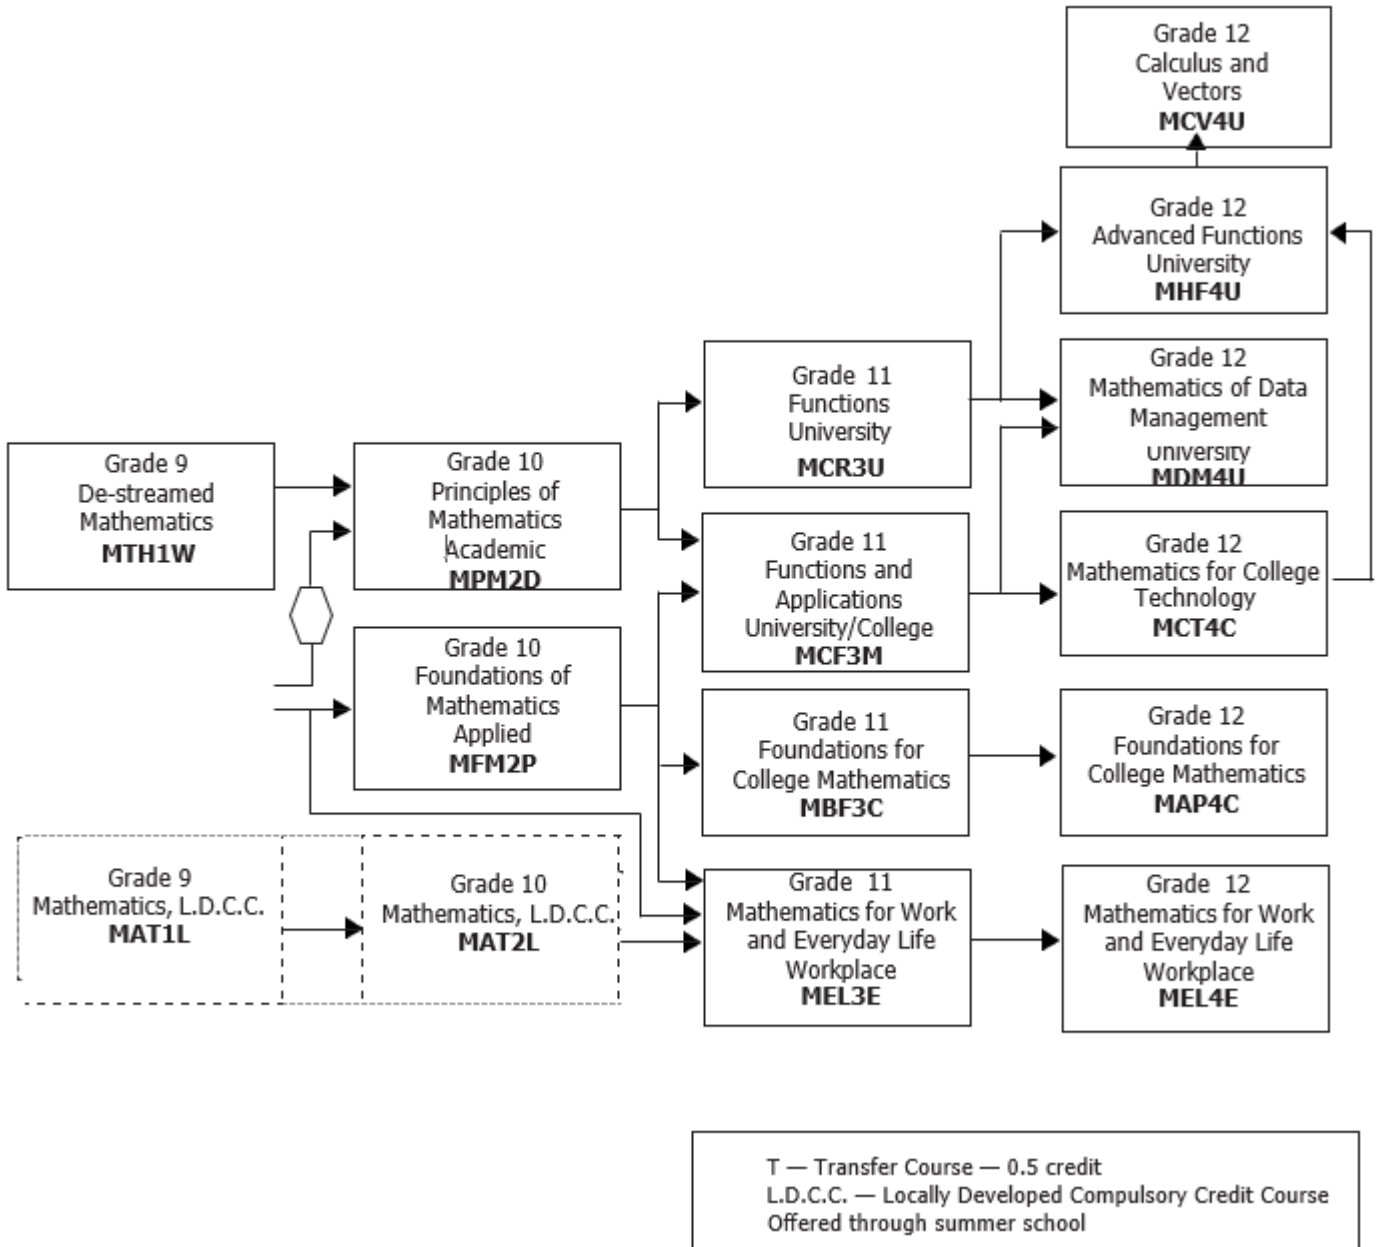 Grade 12
Calculus and
Vectors
MCV4U
Grade 12
Advanced Functions
University
MHF4U
Grade 12
Mathematics of Data
Management
University
MDM4U
Grade 11
Functions
University
MCR3U
Grade 9
De-streamed
Mathematics
MTH1W
Grade 10
Principles of
Mathematics
Academic
MPM2D
Grade 11
Functions and
Applications
University/College
MCF3M
Grade 12
Mathematics for College
Technology
MCT4C
Grade 10
Foundations of
Mathematics
Applied
MFM2P
Grade 11
Foundations for
College Mathematics
MBF3C
Grade 12
Foundations for
College Mathematics
MAP4C
Grade 9
Mathematics, L.D.C.C.
MAT1L
Grade 10
Mathematics, L.D.C.C.
MAT2L
Grade 11
Mathematics for Work
and Everyday Life
Workplace
MEL3E
Grade 12
Mathematics for Work
and Everyday Life
Workplace
MEL4E
T — Transfer Course — 0.5 credit
L.D.C.C. — Locally Developed Compulsory Credit Course
Offered through summer school